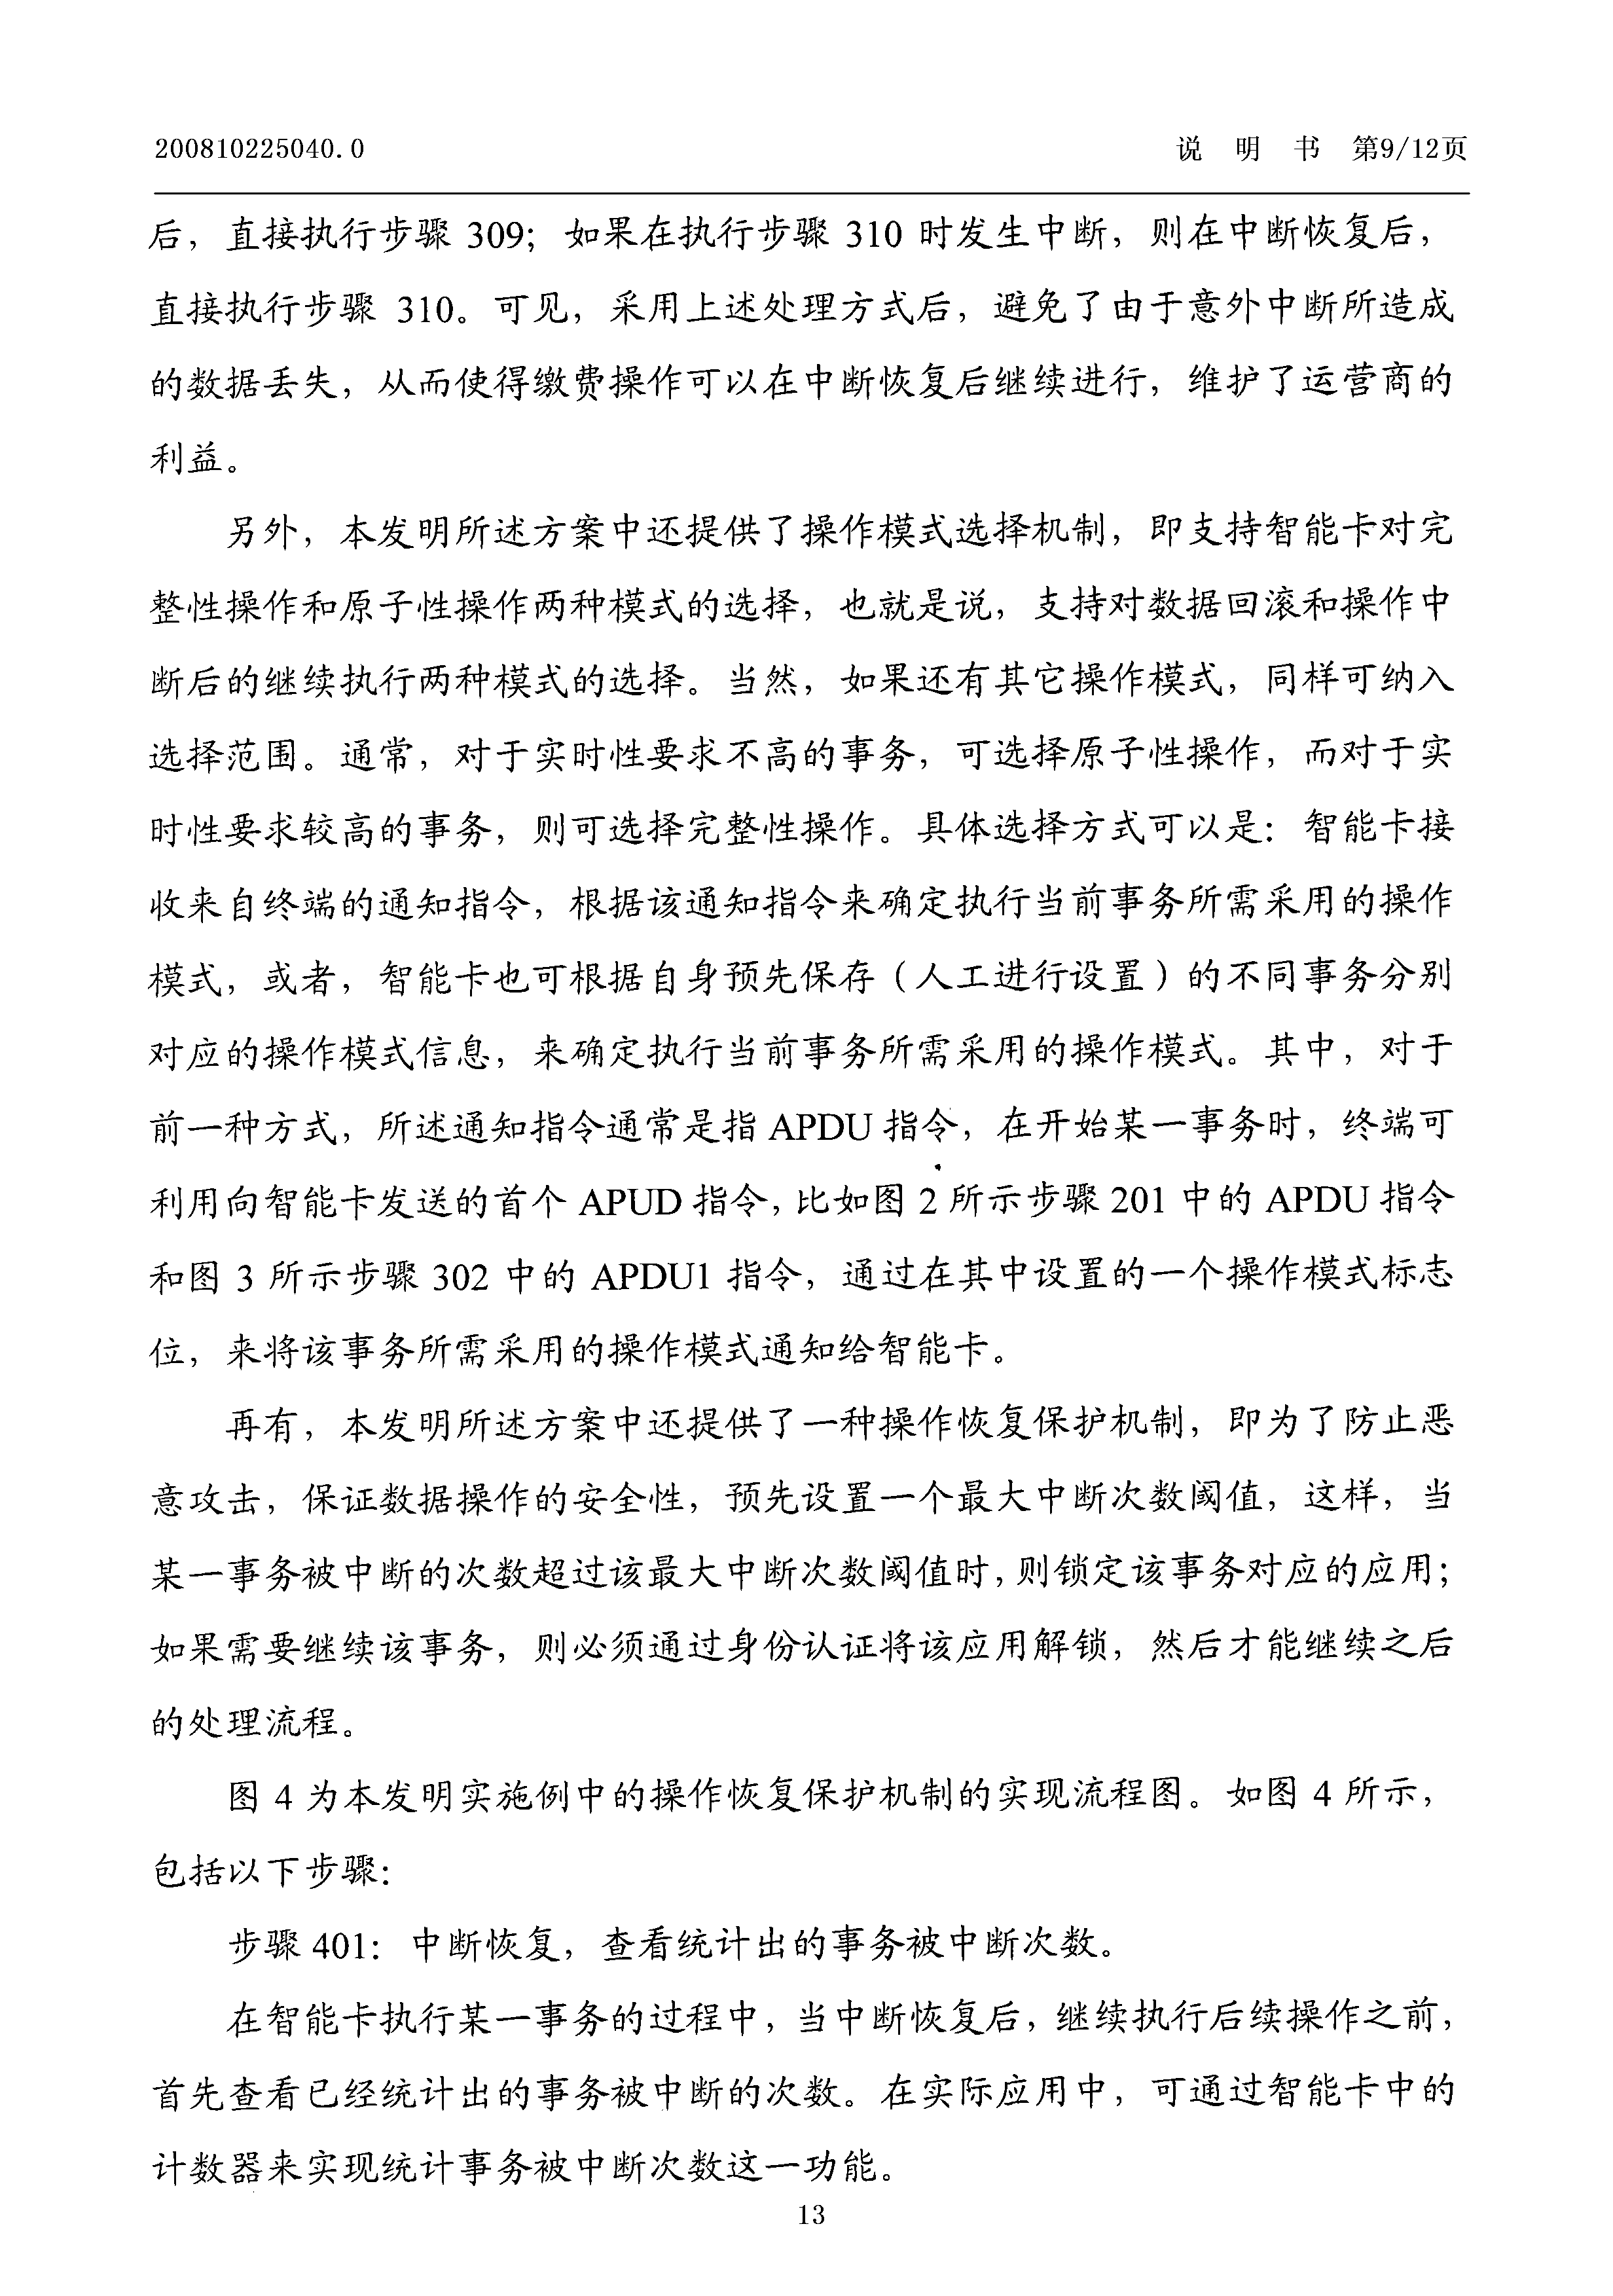 200810225040.0
说 明 书 第9/12页
后，直接执行步骤 309；如果在执行步骤 310 时发生中断，则在中断恢复后，
直接执行步骤 310。可见，采用上述处理方式后，避免了由于意外中断所造成
的数据丢失，从而使得缴费操作可以在中断恢复后继续进行，维护了运营商的
利益。
另外，本发明所述方案中还提供了操作模式选择机制，即支持智能卡对完
整性操作和原子性操作两种模式的选择，也就是说，支持对数据回滚和操作中
断后的继续执行两种模式的选择。当然，如果还有其它操作模式，同样可纳入
选择范围。通常，对于实时性要求不高的事务，可选择原子性操作，而对于实
时性要求较高的事务，则可选择完整性操作。具体选择方式可以是：智能卡接
收来自终端的通知指令，根据该通知指令来确定执行当前事务所需采用的操作
模式，或者，智能卡也可根据自身预先保存（人工进行设置）的不同事务分别
对应的操作模式信息，来确定执行当前事务所需采用的操作模式。其中，对于
前一种方式，所述通知指令通常是指 APDU 指令，在开始某一事务时，终端可
利用向智能卡发送的首个 APUD 指令，比如图 2 所示步骤 201 中的 APDU 指令
和图 3 所示步骤 302 中的 APDU1 指令，通过在其中设置的一个操作模式标志
位，来将该事务所需采用的操作模式通知给智能卡。
再有，本发明所述方案中还提供了一种操作恢复保护机制，即为了防止恶
意攻击，保证数据操作的安全性，预先设置一个最大中断次数阈值，这样，当
某一事务被中断的次数超过该最大中断次数阈值时，则锁定该事务对应的应用；
如果需要继续该事务，则必须通过身份认证将该应用解锁，然后才能继续之后
的处理流程。
图 4 为本发明实施例中的操作恢复保护机制的实现流程图。如图 4 所示，
包括以下步骤：
步骤 401：中断恢复，查看统计出的事务被中断次数。
在智能卡执行某一事务的过程中，当中断恢复后，继续执行后续操作之前，
首先查看已经统计出的事务被中断的次数。在实际应用中，可通过智能卡中的
计数器来实现统计事务被中断次数这一功能。
13